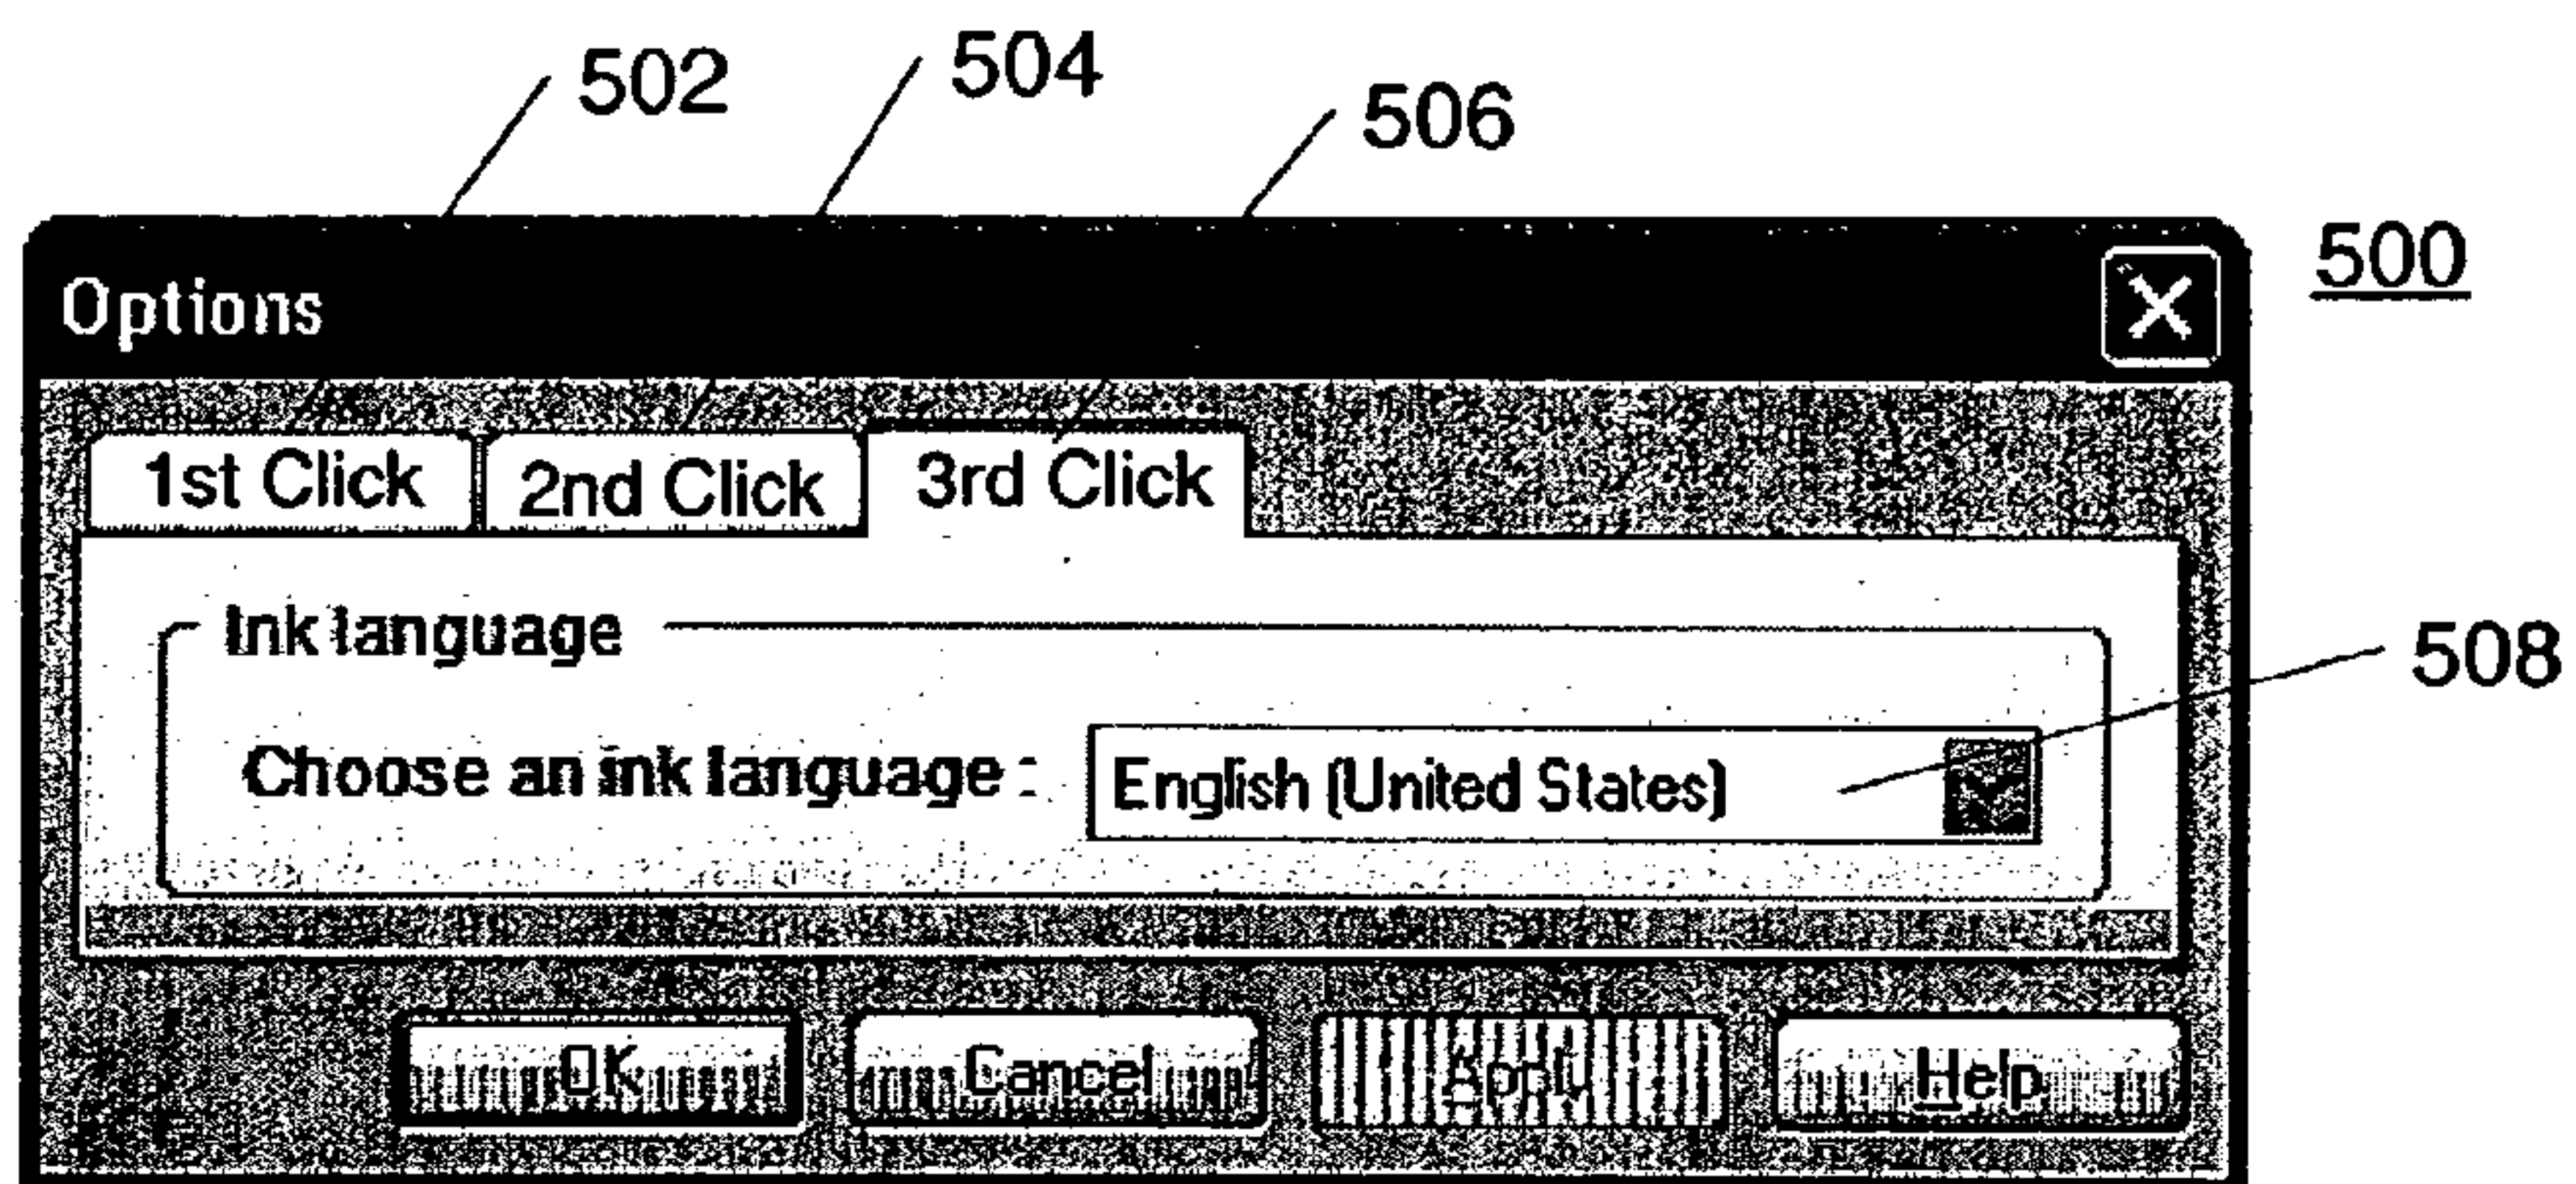 502 504 506
500
Options
1st Click 2nd Click 3rd Click
Ink language
508
Choose an ink language : English (United States)
OK Cancel Apply Help